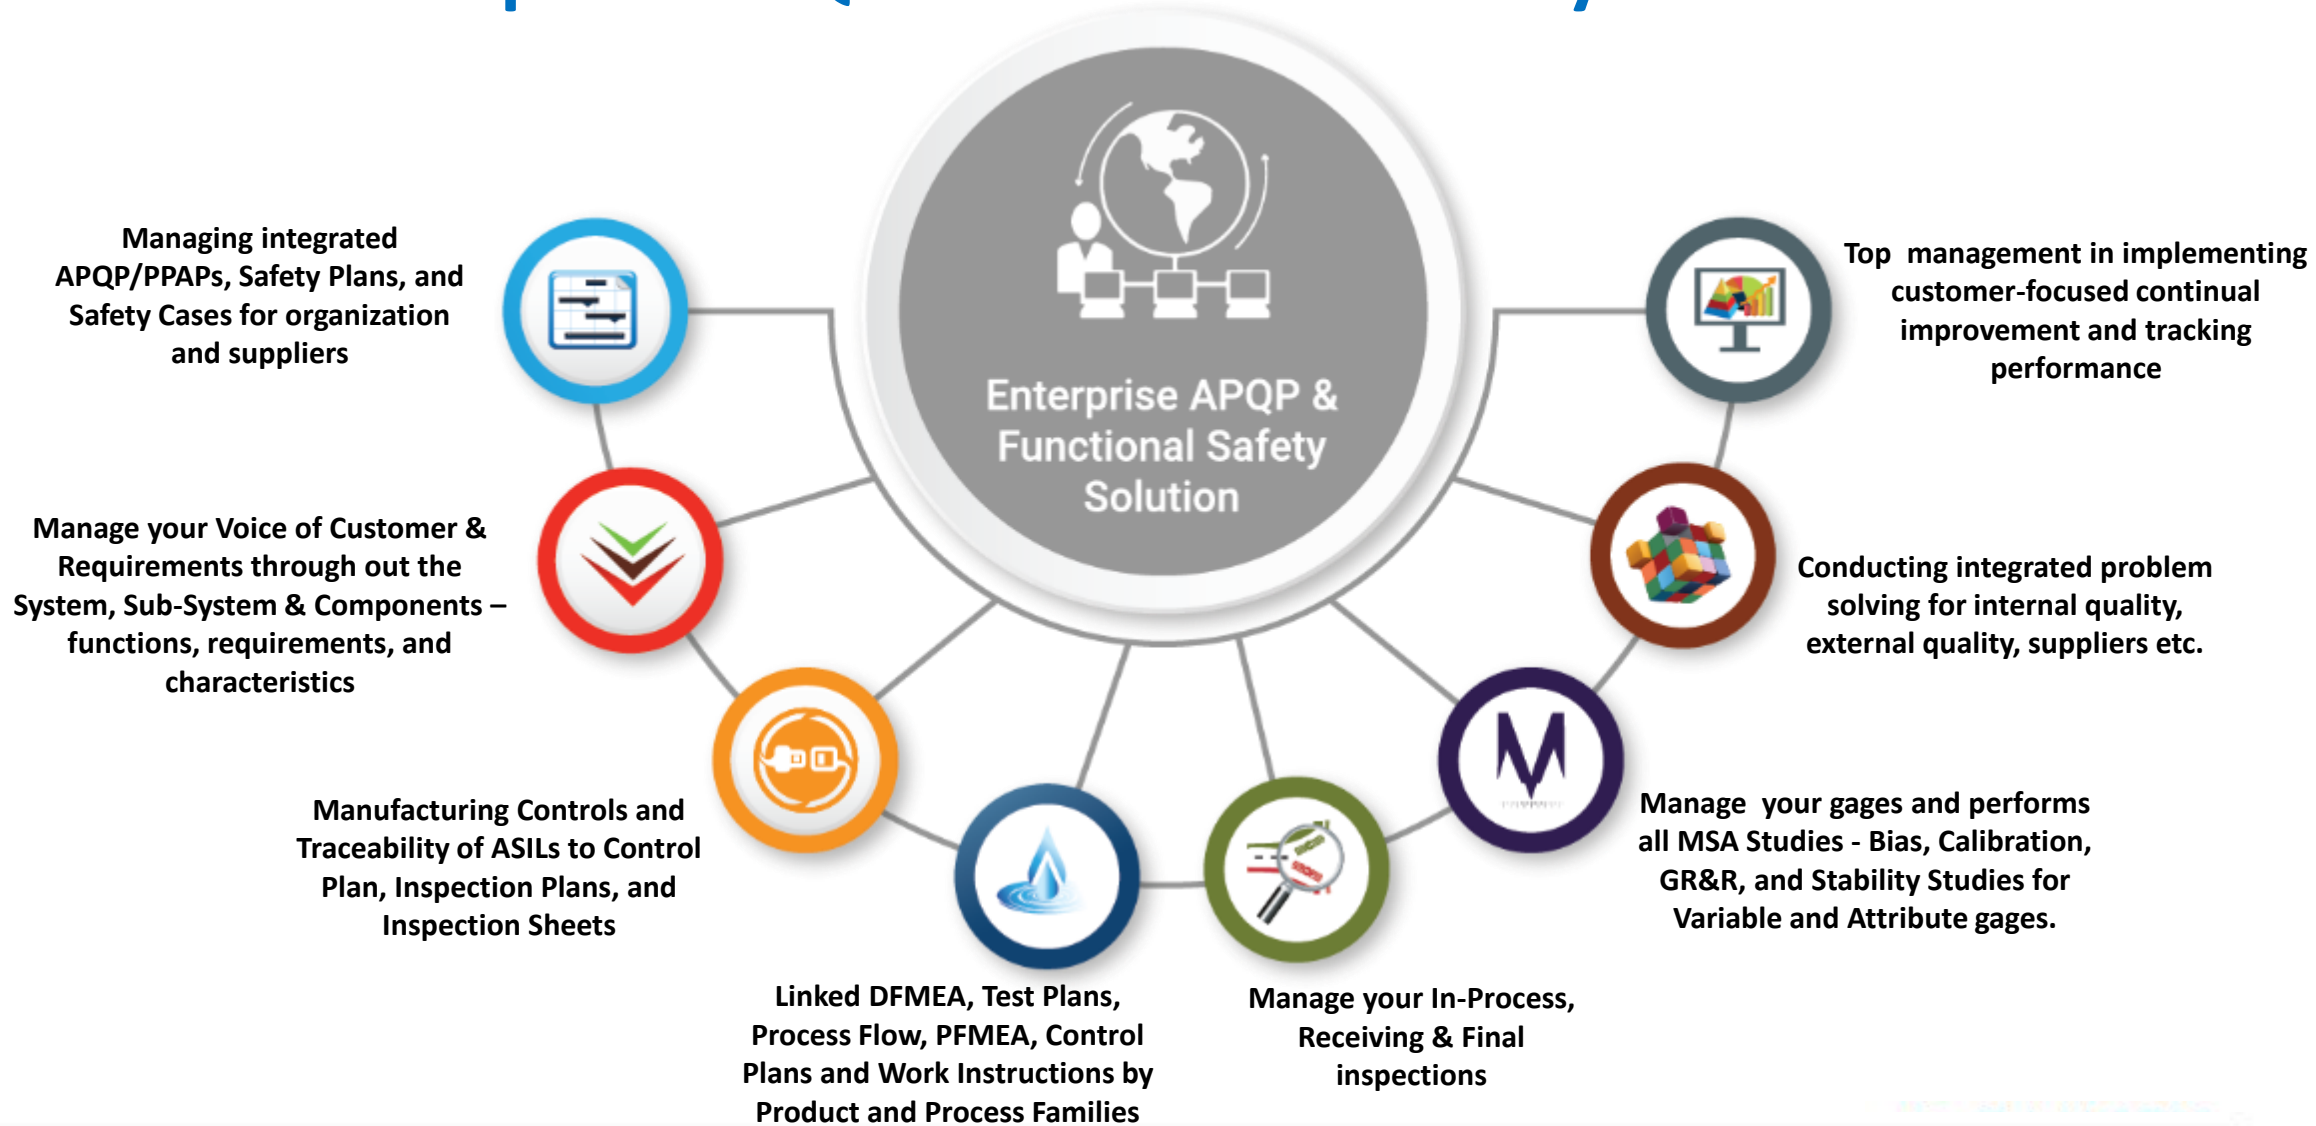 Enterprise APQP &
Functional Safety
Solution
Managing integrated
APQP/PPAPs, Safety Plans, and
Safety Cases for organization
and suppliers
Manage your Voice of Customer &
Requirements through out the
System, Sub-System & Components –
functions, requirements, and
characteristics
Manufacturing Controls and
Traceability of ASILs to Control
Plan, Inspection Plans, and
Inspection Sheets
Linked DFMEA, Test Plans,
Process Flow, PFMEA, Control
Plans and Work Instructions by
Product and Process Families
Manage your In-Process,
Receiving & Final
inspections
Manage  your gages and performs
all MSA Studies - Bias, Calibration,
GR&R, and Stability Studies for
Variable and Attribute gages.
Conducting integrated problem
solving for internal quality,
external quality, suppliers etc.
Top  management in implementing
customer-focused continual
improvement and tracking
performance